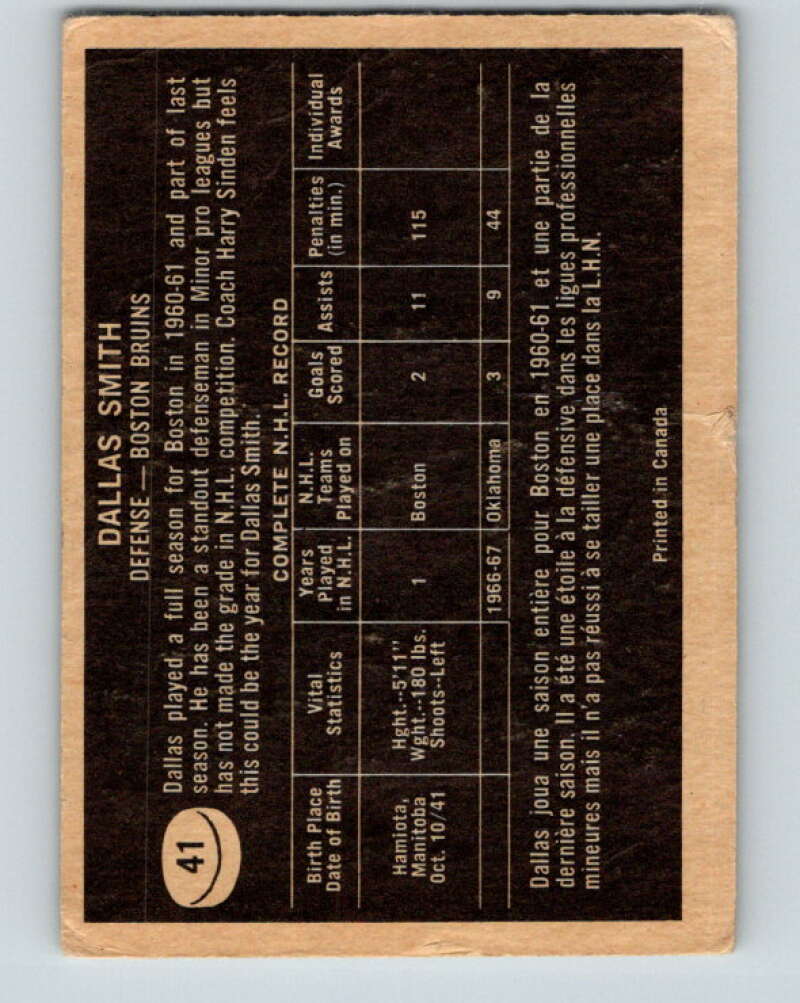 DALLAS SMITH
DEFENSE — BOSTON BRUINS
41
Dallas played a full season for Boston in 1960-61 and part of last
season. He has been a standout defenseman in Minor pro leagues but
has not made the grade in N.H.L. competition. Coach Harry Sinden feels
this could be the year for Dallas Smith.
COMPLETE N.H.L. RECORD
Birth Place
Date of Birth
Vital
Statistics
Years
Played
in N.H.L.
N.H.L.
Teams
Played on
Goals
Scored
Assists
Penalties
(in min.)
Individual
Awards
Hamiota,
Manitoba
Oct. 10/41
Hght.--5'11"
Wght.--180 lbs.
Shoots--Left
1
Boston
2
11
115
1966-67
Oklahoma
3
9
44
Dallas joua une saison entière pour Boston en 1960-61 et une partie de la
dernière saison. Il a été une étoile à la défensive dans les ligues professionnelles
mineures mais il n'a pas réussi à se tailler une place dans la L.H.N.
Printed in Canada